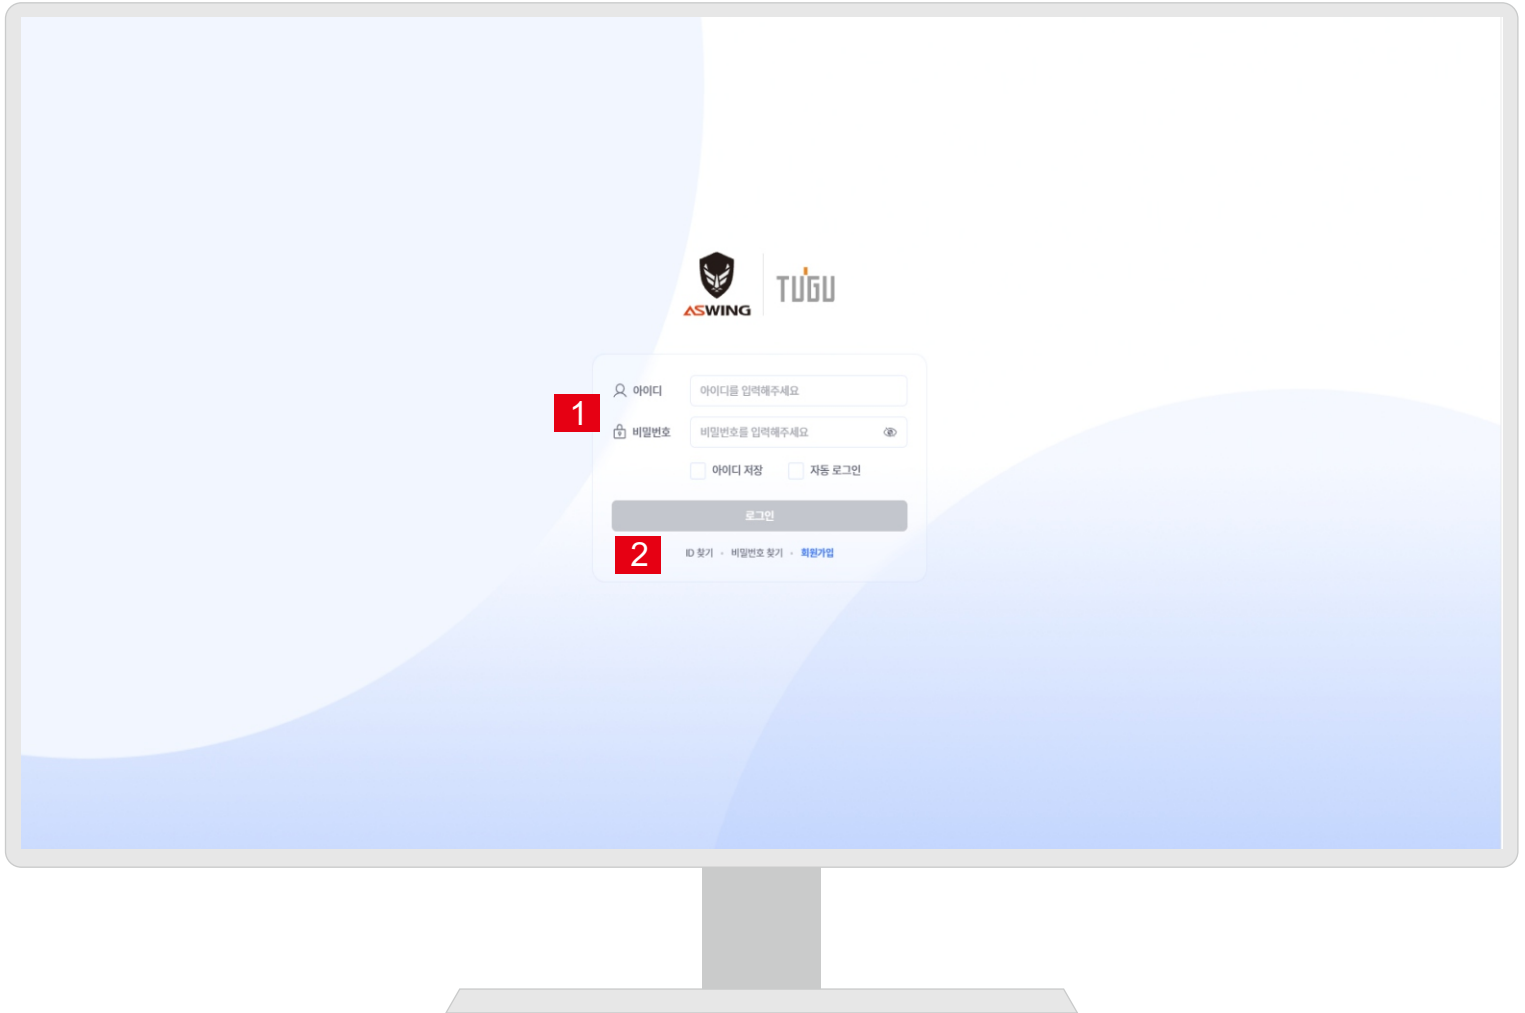 ASWING
TUGU
1
아이디
아이디를 입력해주세요
비밀번호
비밀번호를 입력해주세요
아이디 저장
자동 로그인
로그인
2
ID 찾기 · 비밀번호 찾기 · 회원가입